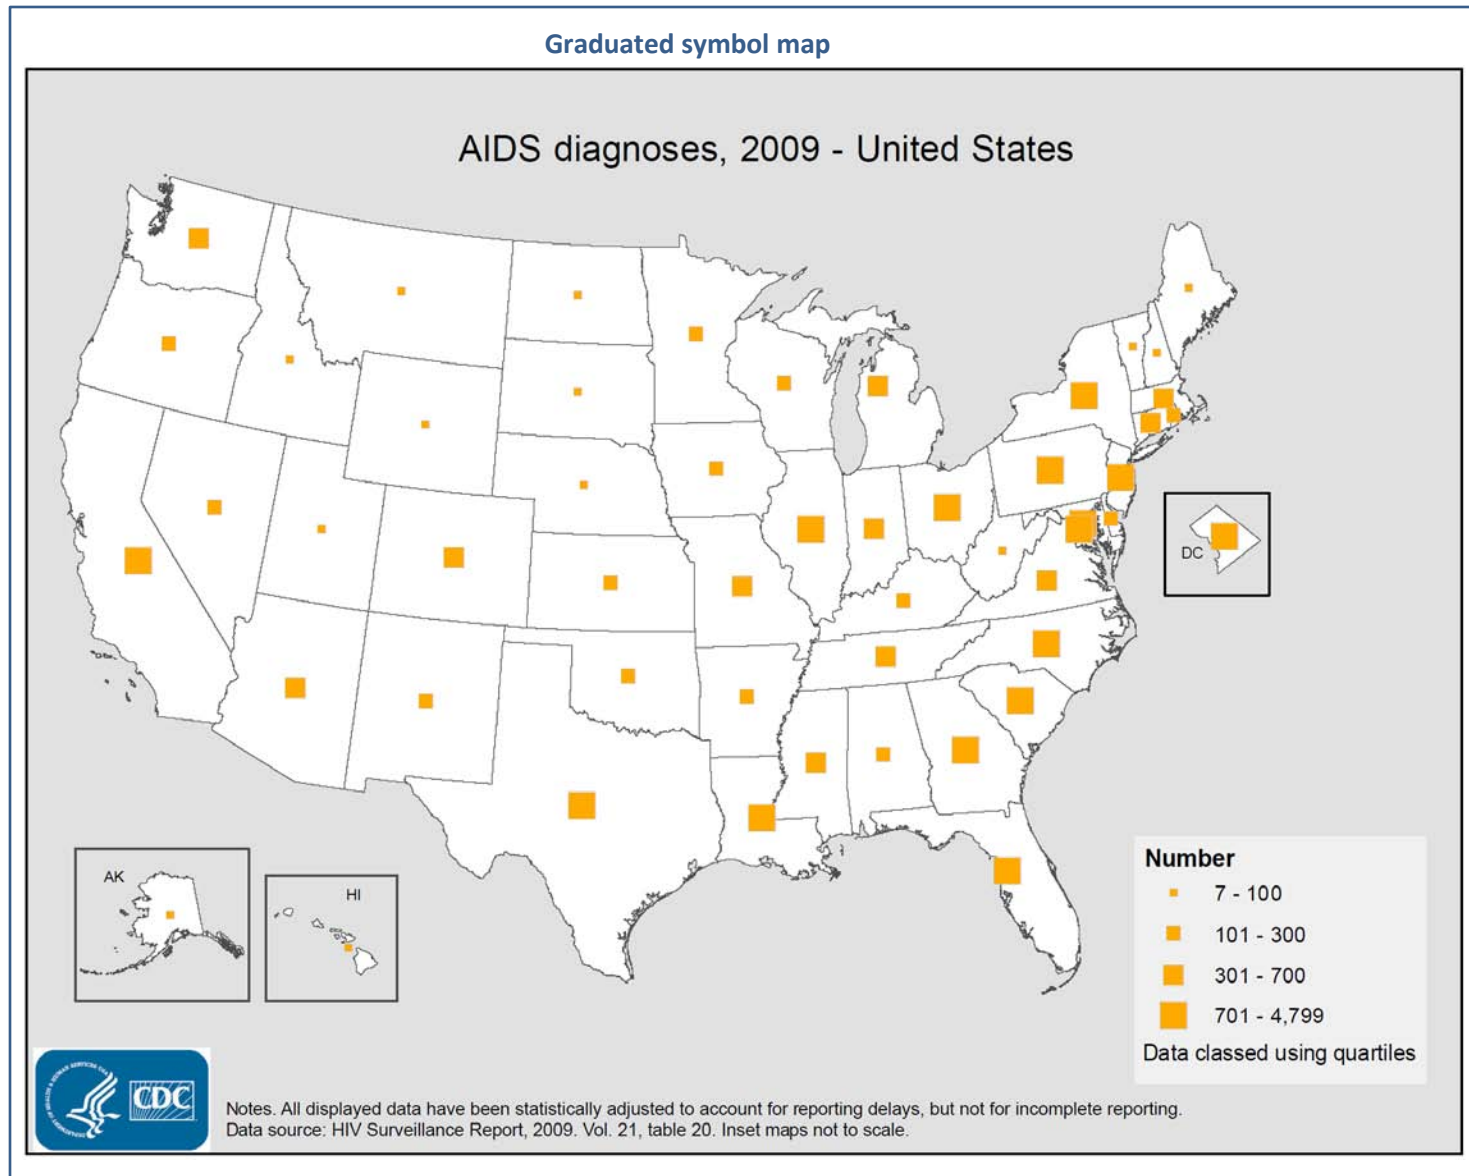 Graduated symbol map
AIDS diagnoses, 2009 - United States
DC
AK
HI
Number
7 - 100
101 - 300
301 - 700
701 - 4,799
Data classed using quartiles
CDC
Notes. All displayed data have been statistically adjusted to account for reporting delays, but not for incomplete reporting.
Data source: HIV Surveillance Report, 2009. Vol. 21, table 20. Inset maps not to scale.